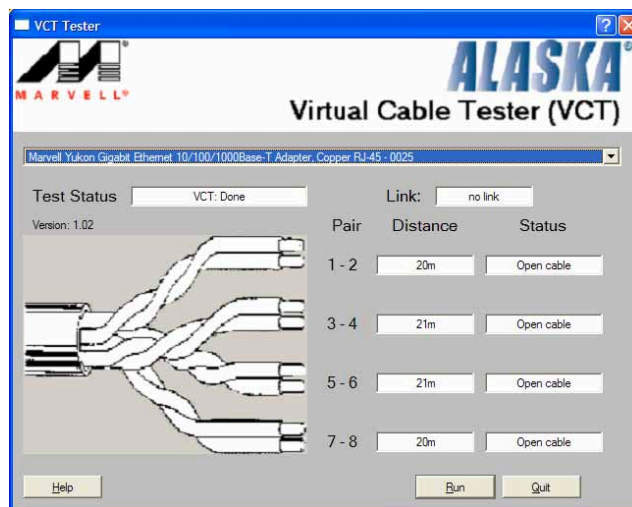 VCT Tester
MARVELL®
ALASKA®
Virtual Cable Tester (VCT)
Marvell Yukon Gigabit Ethernet 10/100/1000Base-T Adapter, Copper RJ-45 - 0025
Test Status VCT: Done Link: no link
Version: 1.02
Pair Distance Status
1 - 2 20m Open cable
3 - 4 21m Open cable
5 - 6 21m Open cable
7 - 8 20m Open cable
Help Run Quit